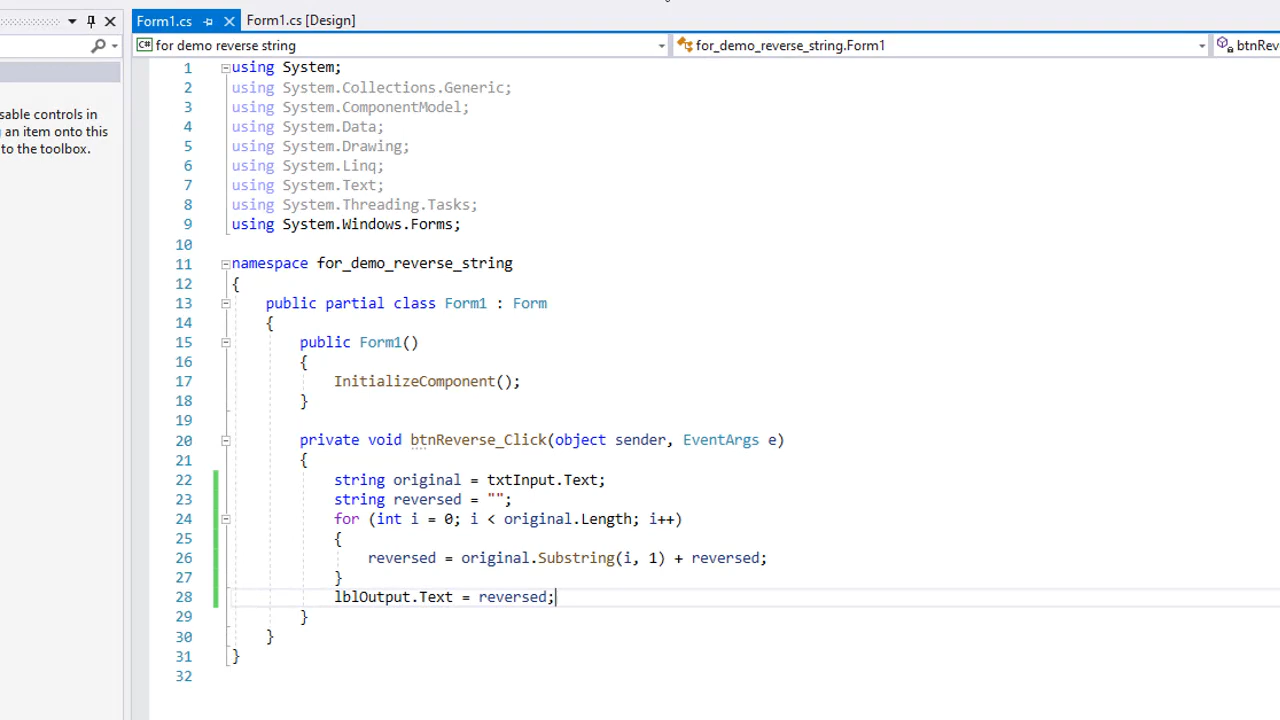 Form1.cs
Form1.cs [Design]
C# for demo reverse string
for_demo_reverse_string.Form1
btnRev
sable controls in
an item onto this
to the toolbox.
1 using System;
2 using System.Collections.Generic;
3 using System.ComponentModel;
4 using System.Data;
5 using System.Drawing;
6 using System.Linq;
7 using System.Text;
8 using System.Threading.Tasks;
9 using System.Windows.Forms;
10
11 namespace for_demo_reverse_string
12 {
13 public partial class Form1 : Form
14 {
15 public Form1()
16 {
17 InitializeComponent();
18 }
19
20 private void btnReverse_Click(object sender, EventArgs e)
21 {
22 string original = txtInput.Text;
23 string reversed = "";
24 for (int i = 0; i < original.Length; i++)
25 {
26 reversed = original.Substring(i, 1) + reversed;
27 }
28 lblOutput.Text = reversed;
29 }
30 }
31 }
32